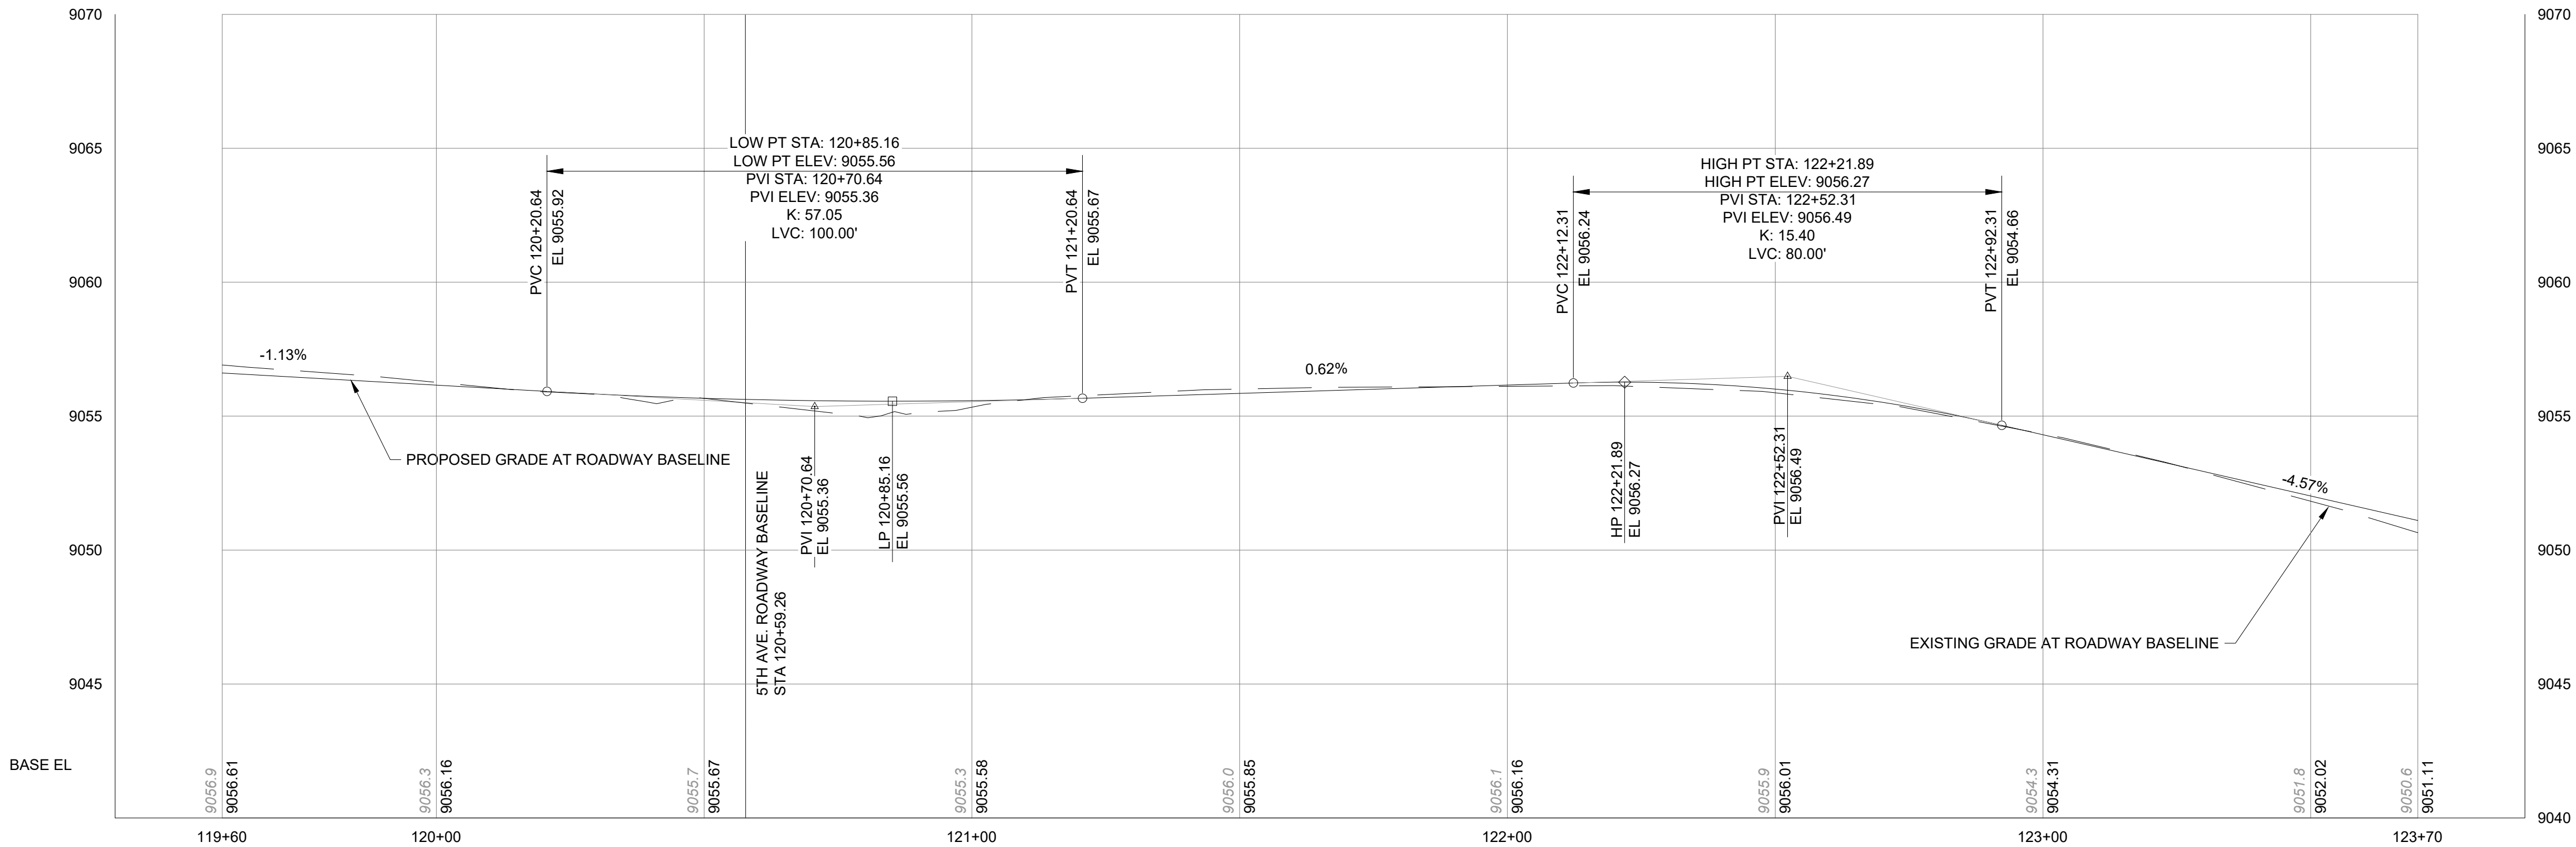 9070
9070
LOW PT STA: 120+85.16
LOW PT ELEV: 9055.56
PVI STA: 120+70.64
PVI ELEV: 9055.36
K: 57.05
LVC: 100.00'
HIGH PT STA: 122+21.89
HIGH PT ELEV: 9056.27
PVI STA: 122+52.31
PVI ELEV: 9056.49
K: 15.40
LVC: 80.00'
9065
9065
PVC 120+20.64
EL 9055.92
PVT 121+20.64
EL 9055.67
PVC 122+12.31
EL 9056.24
PVT 122+92.31
EL 9054.66
9060
9060
-1.13%
0.62%
9055
9055
PROPOSED GRADE AT ROADWAY BASELINE
5TH AVE. ROADWAY BASELINE
STA 120+59.26
PVI 120+70.64
EL 9055.36
LP 120+85.16
EL 9055.56
HP 122+21.89
EL 9056.27
PVI 122+52.31
EL 9056.49
-4.57%
9050
9050
EXISTING GRADE AT ROADWAY BASELINE
9045
9045
BASE EL
9056.9
9056.61
9056.3
9056.16
9055.7
9055.67
9055.3
9055.58
9056.0
9055.85
9056.1
9056.16
9055.9
9056.01
9054.3
9054.31
9051.8
9052.02
9050.6
9051.11
9040
119+60
120+00
121+00
122+00
123+00
123+70